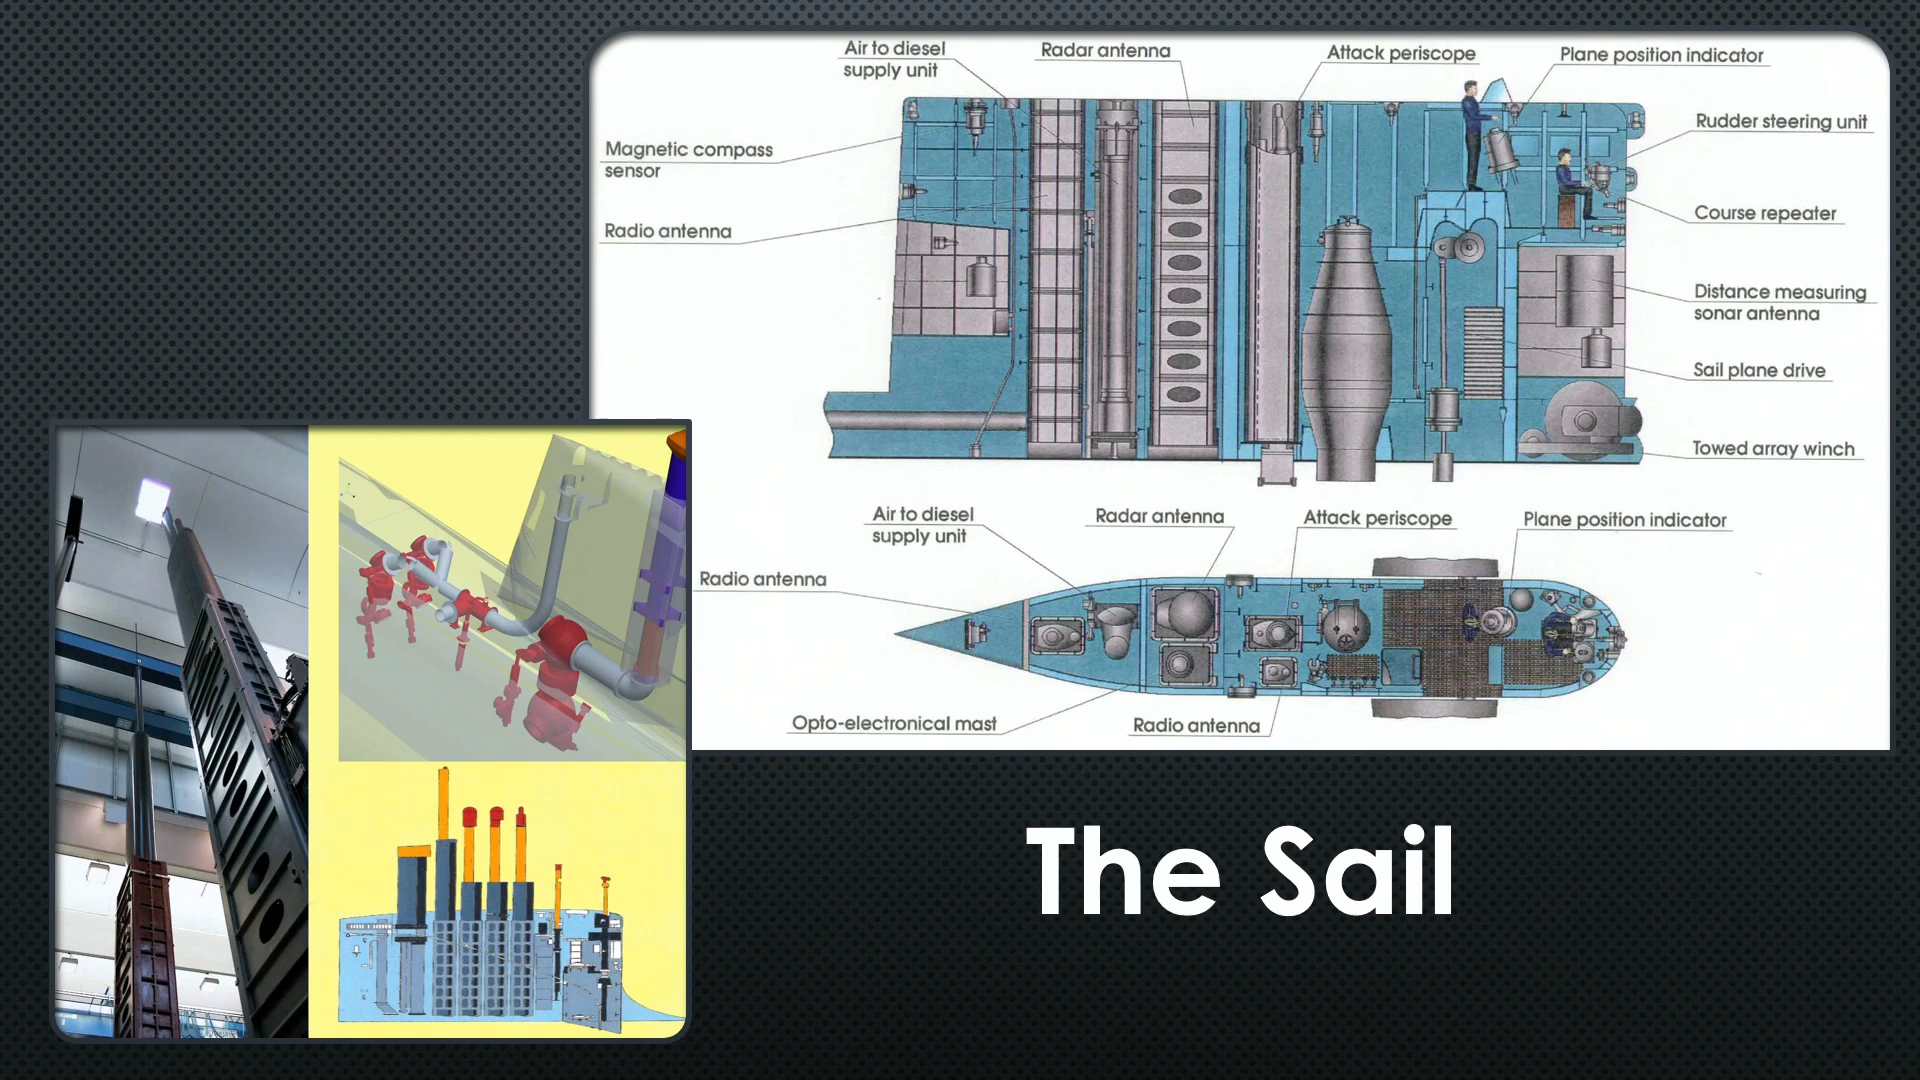 Air to diesel
supply unit
Radar antenna
Attack periscope
Plane position indicator
Magnetic compass
sensor
Rudder steering unit
Radio antenna
Course repeater
Distance measuring
sonar antenna
Sail plane drive
Towed array winch
Air to diesel
supply unit
Radar antenna
Attack periscope
Plane position indicator
Radio antenna
Opto-electronical mast
Radio antenna
The Sail